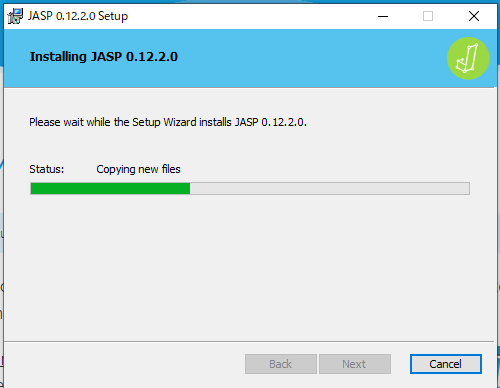 JASP 0.12.2.0 Setup
Installing JASP 0.12.2.0
Please wait while the Setup Wizard installs JASP 0.12.2.0.
Status: Copying new files
Back Next Cancel